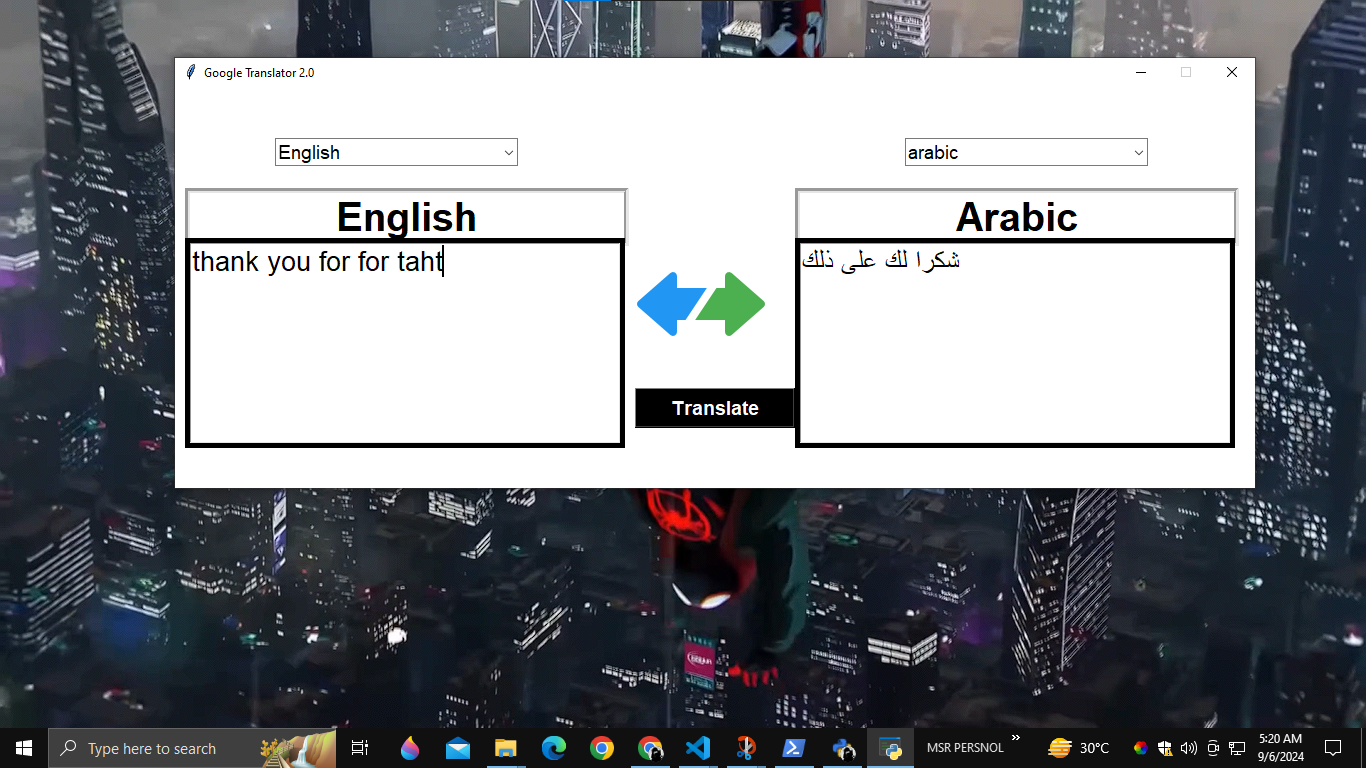 Google Translator 2.0
English
arabic
English
Arabic
thank you for for taht
شكرا لك على ذلك
Translate
Type here to search
MSR PERSNOL
30°C
5:20 AM
9/6/2024